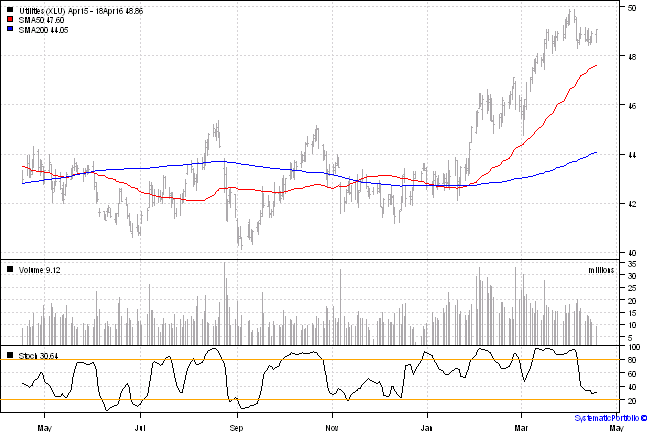 Utilities (XLU) Apr15 - 18Apr16 48.86
SMA50 47.60
SMA200 44.05
50
48
46
44
42
40
Volume 9.12
millions
35
30
25
20
15
10
5
Stoch 30.64
100
80
60
40
20
May Jul Sep Nov Jan Mar May
SystematicPortfolio ©